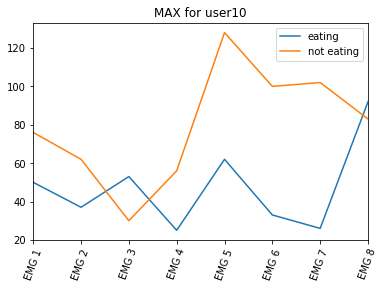 MAX for user10
eating
not eating
120
100
80
60
40
20
EMG 1
EMG 2
EMG 3
EMG 4
EMG 5
EMG 6
EMG 7
EMG 8